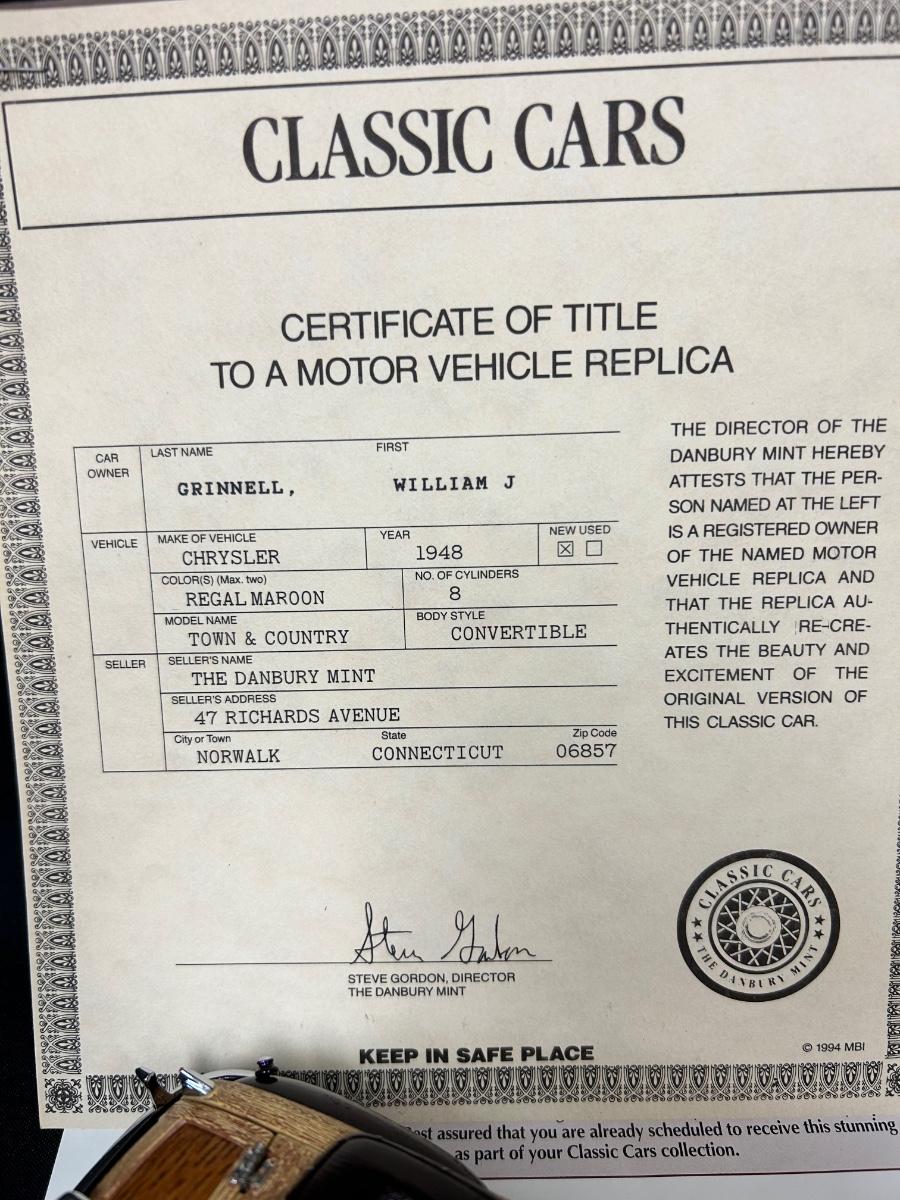 CLASSIC CARS
CERTIFICATE OF TITLE
TO A MOTOR VEHICLE REPLICA
CAR
OWNER
LAST NAME
FIRST
GRINNELL,
WILLIAM J
VEHICLE
MAKE OF VEHICLE
CHRYSLER
YEAR
1948
NEW USED
COLOR(S) (Max. two)
REGAL MAROON
NO. OF CYLINDERS
8
MODEL NAME
TOWN & COUNTRY
BODY STYLE
CONVERTIBLE
SELLER
SELLER'S NAME
THE DANBURY MINT
SELLER'S ADDRESS
47 RICHARDS AVENUE
City or Town
NORWALK
State
CONNECTICUT
Zip Code
06857
THE DIRECTOR OF THE
DANBURY MINT HEREBY
ATTESTS THAT THE PER-
SON NAMED AT THE LEFT
IS A REGISTERED OWNER
OF THE NAMED MOTOR
VEHICLE REPLICA AND
THAT THE REPLICA AU-
THENTICALLY RE-CRE-
ATES THE BEAUTY AND
EXCITEMENT OF THE
ORIGINAL VERSION OF
THIS CLASSIC CAR.
Steve Gordon
STEVE GORDON, DIRECTOR
THE DANBURY MINT
CLASSIC CARS
THE DANBURY MINT
KEEP IN SAFE PLACE
© 1994 MBI
assured that you are already scheduled to receive this stunning
as part of your Classic Cars collection.